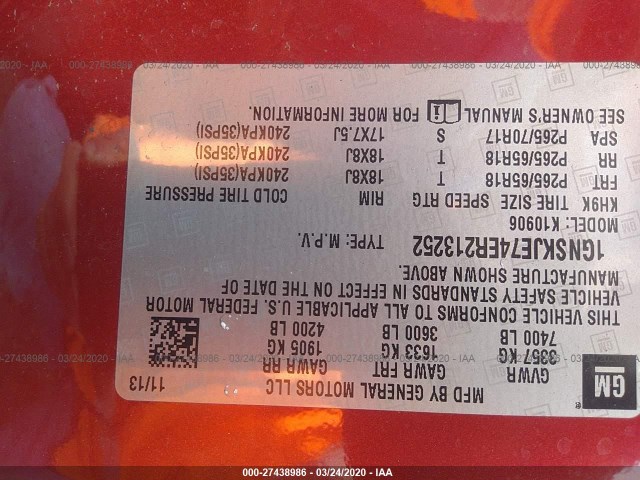 GM
MFD BY GENERAL MOTORS LLC 11/13
GVWR GAWR FRT GAWR RR
3357 KG 1633 KG 1905 KG
7400 LB 3600 LB 4200 LB
THIS VEHICLE CONFORMS TO ALL APPLICABLE U.S. FEDERAL MOTOR
VEHICLE SAFETY STANDARDS IN EFFECT ON THE DATE OF
MANUFACTURE SHOWN ABOVE.
1GNSKJE74ER213252 TYPE: M.P.V.
MODEL: K10906
KH9K TIRE SIZE SPEED RTG RIM COLD TIRE PRESSURE
FRT P265/65R18 T 18X8J 240KPA(35PSI)
RR P265/65R18 T 18X8J 240KPA(35PSI)
SPA P265/70R17 S 17X7.5J 240KPA(35PSI)
SEE OWNER'S MANUAL FOR MORE INFORMATION.
000-27438986 - 03/24/2020 - IAA